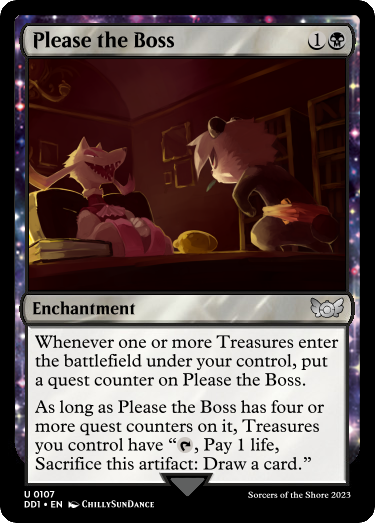 Please the Boss 1
Enchantment
Whenever one or more Treasures enter
the battlefield under your control, put
a quest counter on Please the Boss.
As long as Please the Boss has four or
more quest counters on it, Treasures
you control have “, Pay 1 life,
Sacrifice this artifact: Draw a card.”
U 0107
DD1 • EN ChillySunDance
Sorcers of the Shore 2023